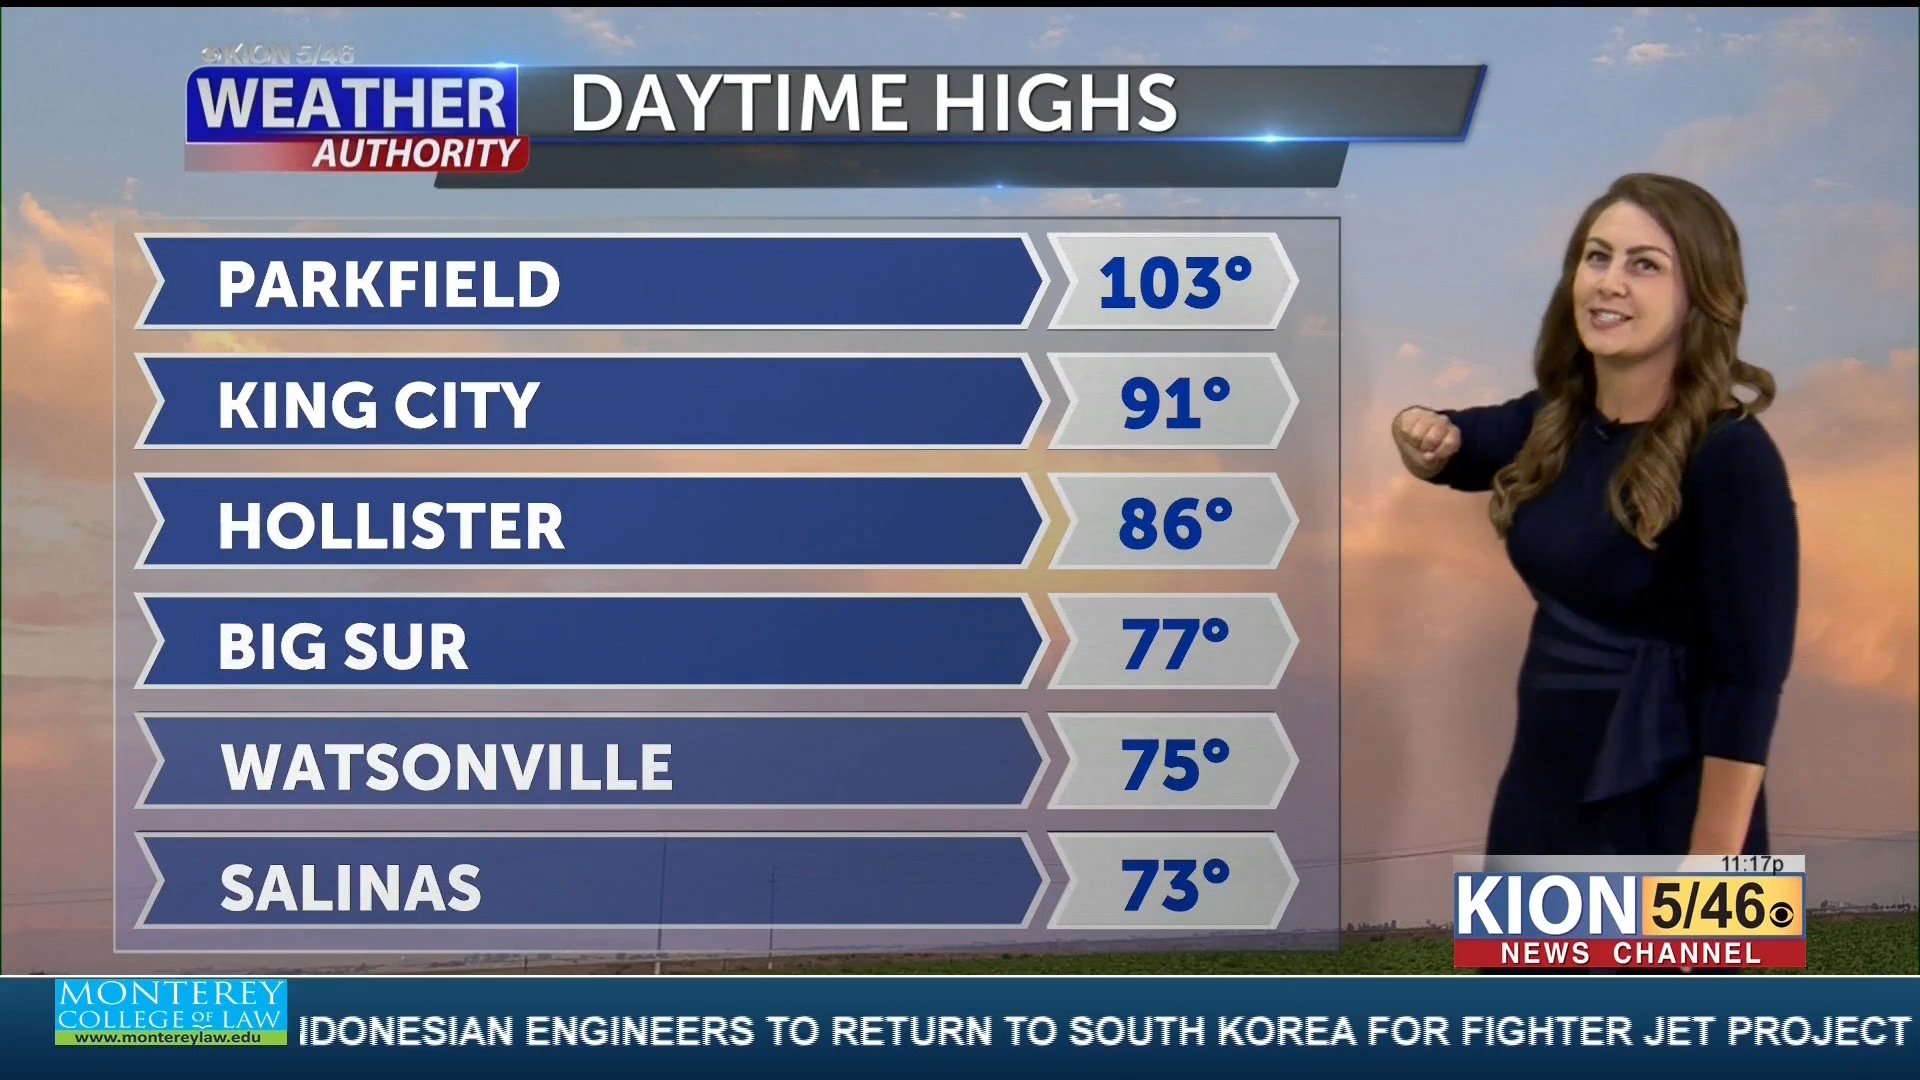 KION 5/46
WEATHER
AUTHORITY
DAYTIME HIGHS
PARKFIELD 103°
KING CITY 91°
HOLLISTER 86°
BIG SUR 77°
WATSONVILLE 75°
SALINAS 73°
11:17p
KION 5/46
NEWS CHANNEL
MONTEREY
COLLEGE OF LAW
www.montereylaw.edu
IDONESIAN ENGINEERS TO RETURN TO SOUTH KOREA FOR FIGHTER JET PROJECT